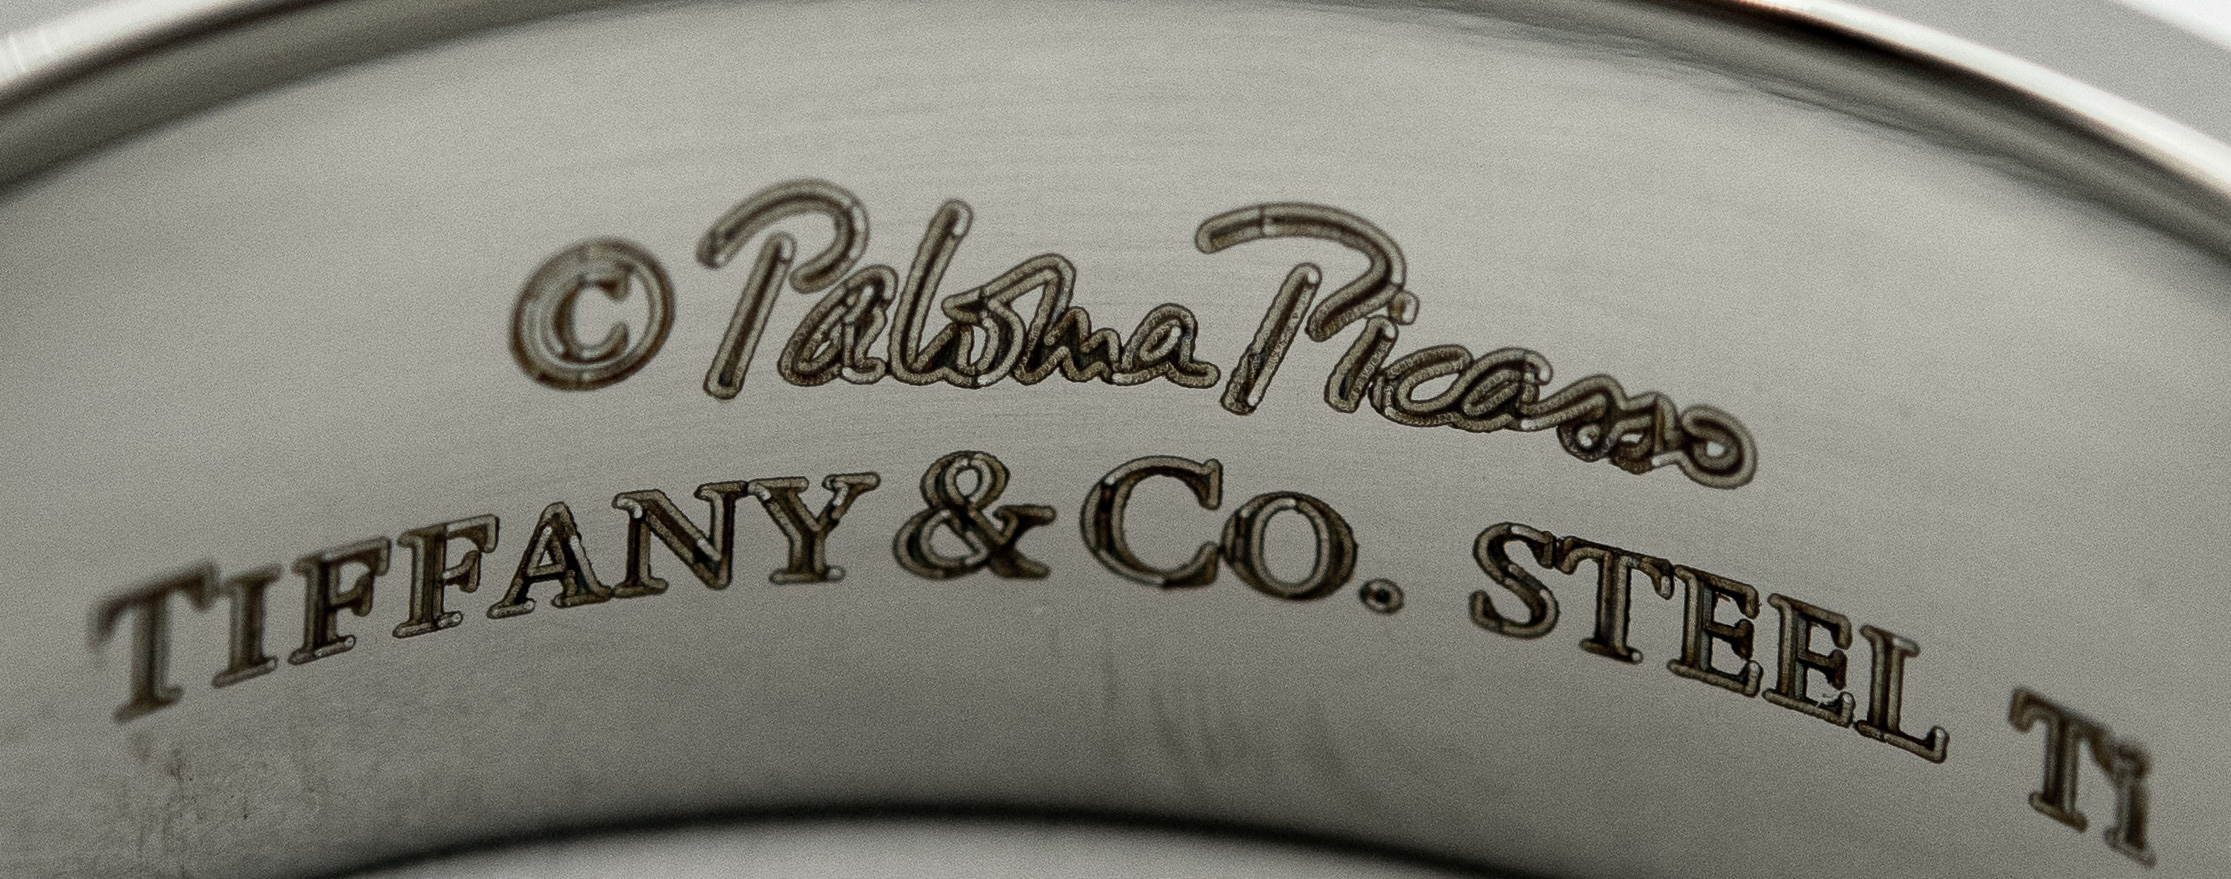 © Paloma Picasso
TIFFANY & CO. STEEL Ti